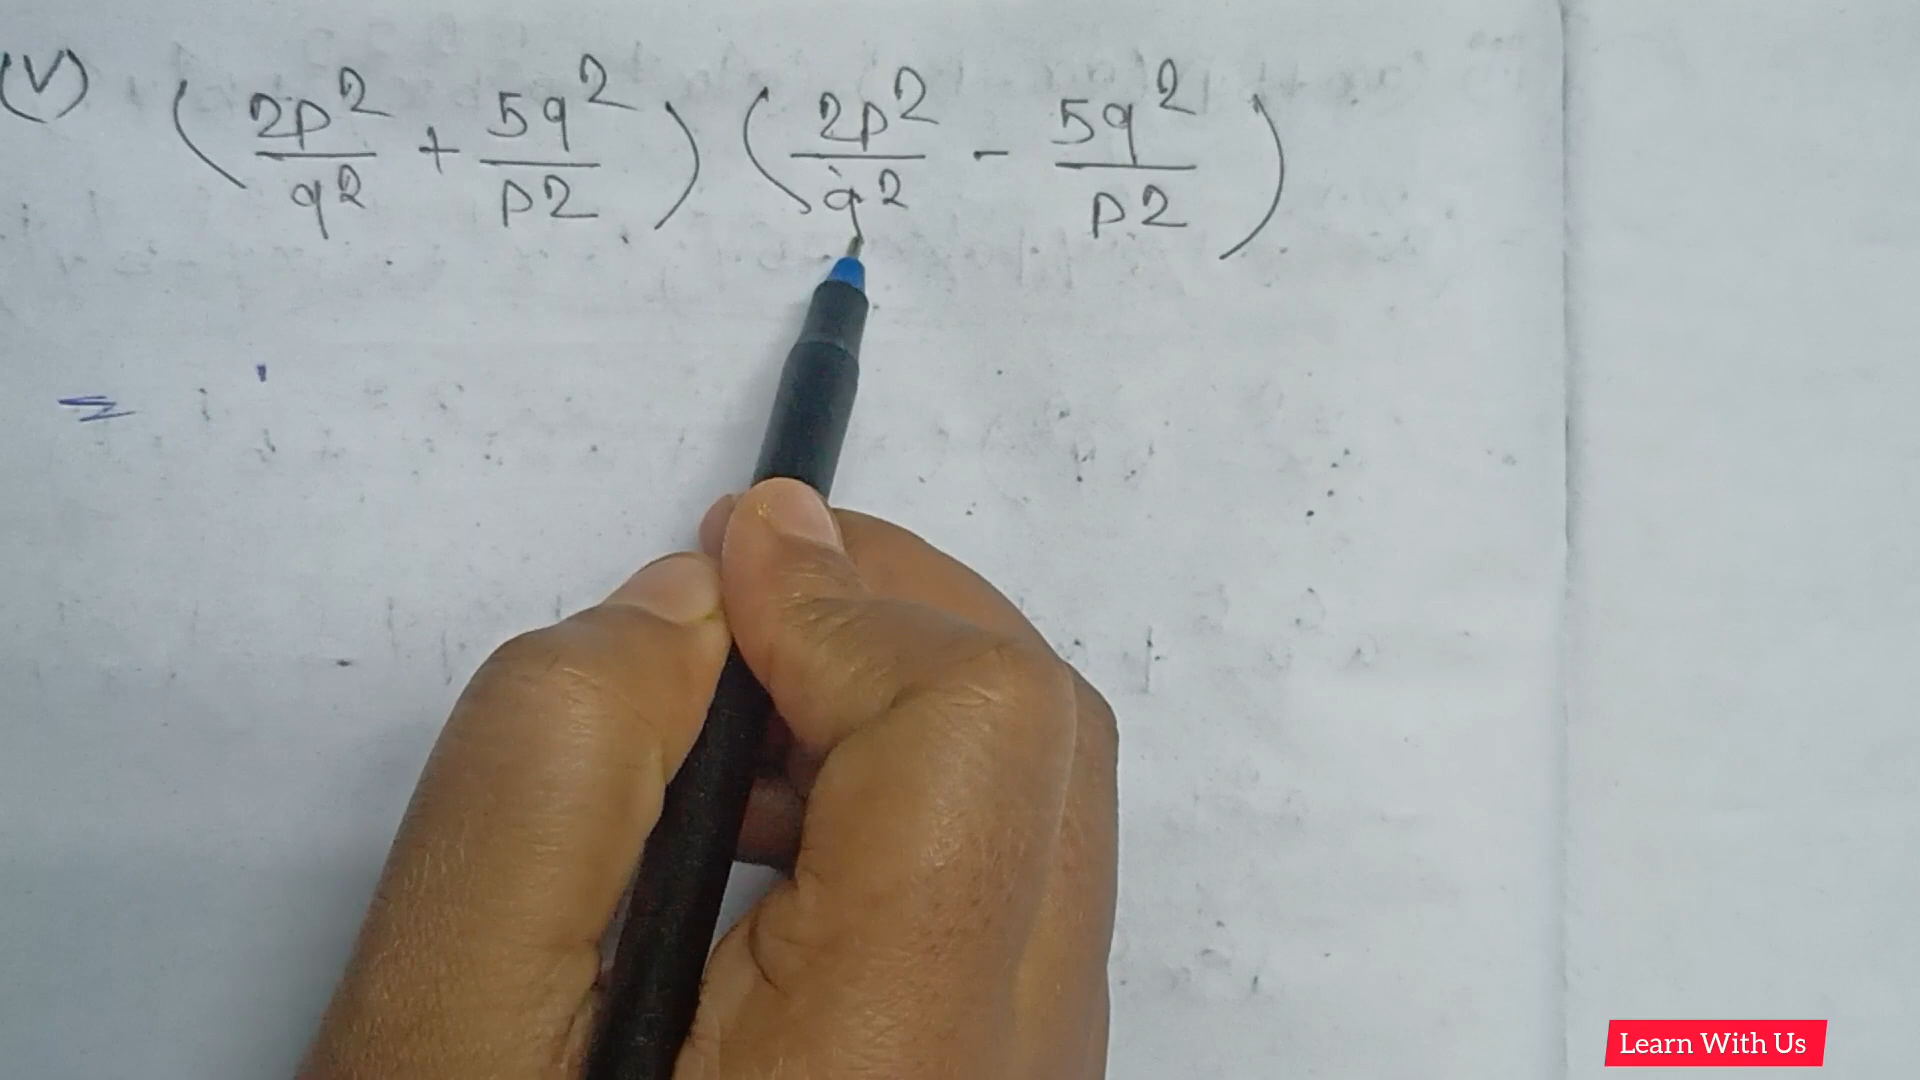 (V) (2p²/q² + 5q²/p2) (2p²/q² - 5q²/p2)
=
Learn With Us